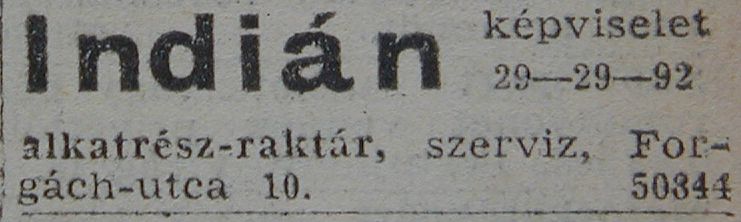 Indián képviselet
29—29—92
alkatrész-raktár, szerviz, For-
gách-utca 10. 50844